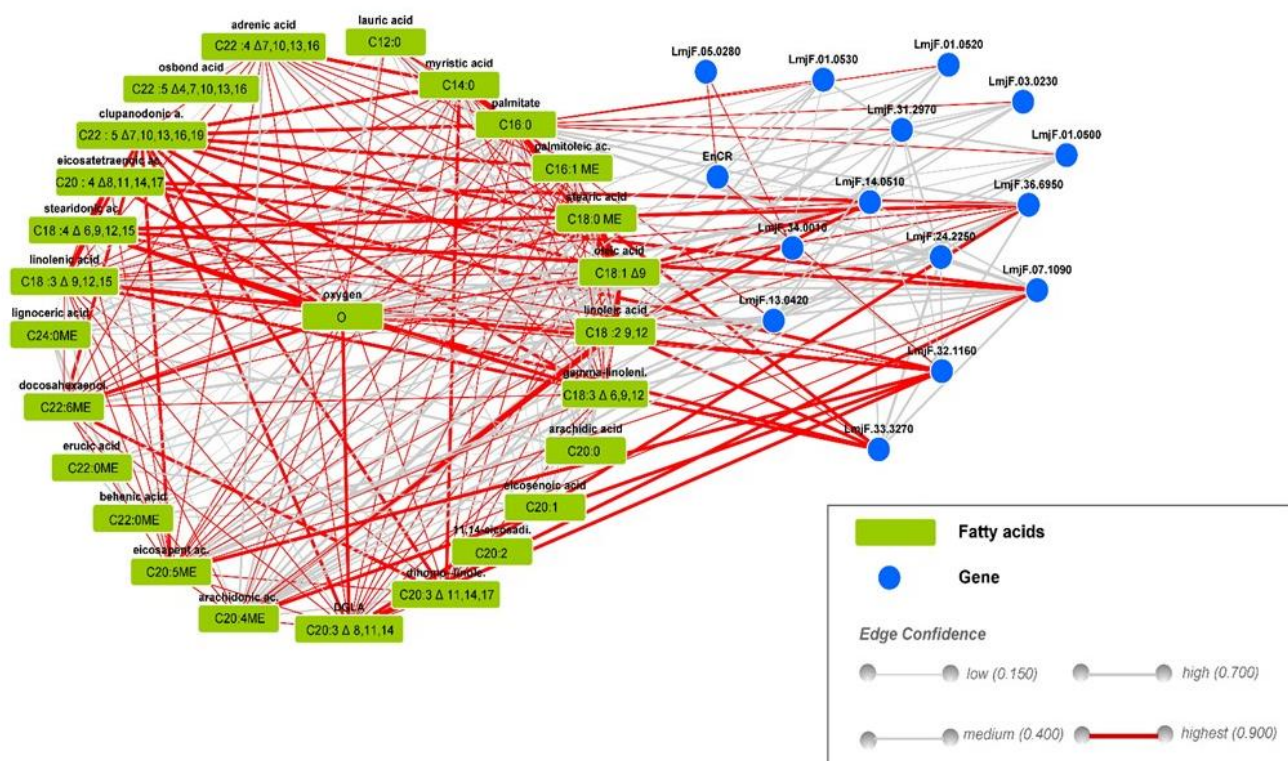 lauric acid
C12:0
adrenic acid
C22 :4 Δ7,10,13,16
myristic acid
C14:0
osbond acid
C22 :5 Δ4,7,10,13,16
palmitate
C16:0
clupanodonic a.
C22 : 5 Δ7,10,13,16,19
palmitoleic ac.
C16:1 ME
eicosatetraenoic ac.
C20 : 4 Δ8,11,14,17
stearic acid
C18:0 ME
stearidonic ac.
C18 :4 Δ 6,9,12,15
oleic acid
C18:1 Δ9
linolenic acid
C18 :3 Δ 9,12,15
oxygen
O
linoleic acid
C18 :2 9,12
lignoceric acid
C24:0ME
gamma-linoleni.
C18:3 Δ 6,9,12
docosahexaenoi.
C22:6ME
arachidic acid
C20:0
erucic acid
C22:0ME
eicosenoic acid
C20:1
behenic acid
C22:0ME
11,14-eicosadi.
C20:2
eicosapent ac.
C20:5ME
dihomo-linole.
C20:3 Δ 11,14,17
arachidonic ac.
C20:4ME
DGLA
C20:3 Δ 8,11,14
LmjF.05.0280
LmjF.01.0530
LmjF.01.0520
LmjF.03.0230
LmjF.31.2970
LmjF.01.0500
EnCR
LmjF.14.0510
LmjF.36.6950
LmjF.34.0010
LmjF.24.2250
LmjF.07.1090
LmjF.13.0420
LmjF.32.1160
LmjF.33.3270
Fatty acids
Gene
Edge Confidence
low (0.150)
high (0.700)
medium (0.400)
highest (0.900)